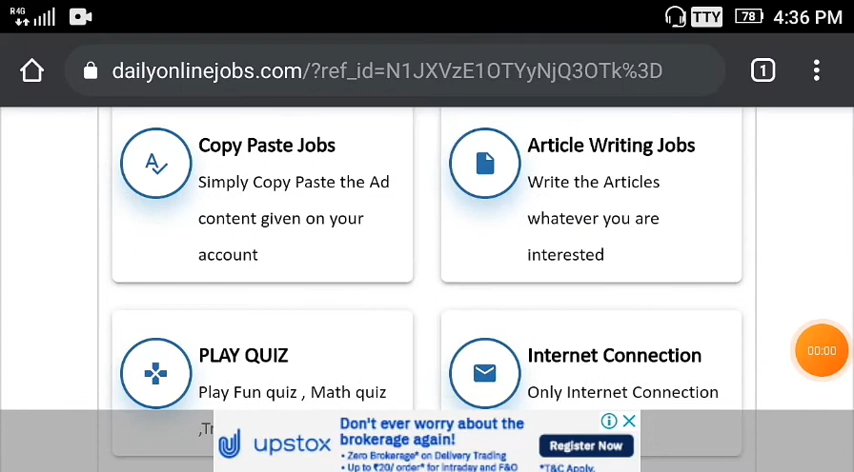 R4G
TTY
78
4:36 PM
dailyonlinejobs.com/?ref_id=N1JXVzE1OTYyNjQ3OTk%3D
1
Copy Paste Jobs
Simply Copy Paste the Ad
content given on your
account
Article Writing Jobs
Write the Articles
whatever you are
interested
PLAY QUIZ
Play Fun quiz , Math quiz
Internet Connection
Only Internet Connection
00:00
upstox
Don't ever worry about the
brokerage again!
• Zero Brokerage* on Delivery Trading
• Up to ₹20/ order* for intraday and F&O
Register Now
*T&C Apply.